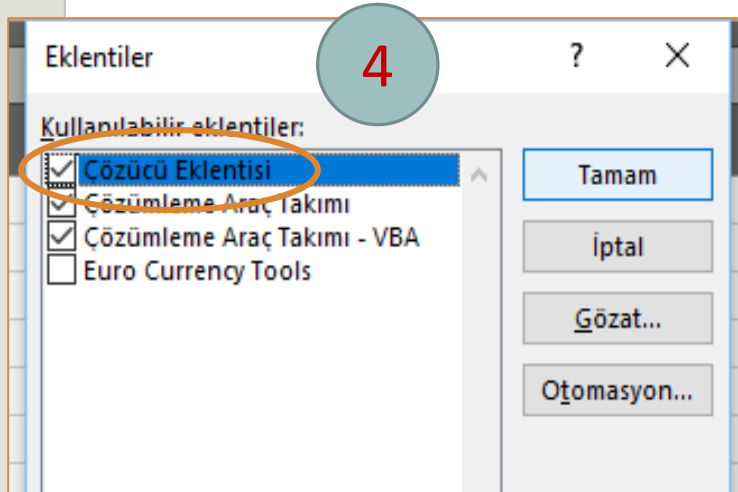 Eklentiler
4
?
Kullanılabilir eklentiler:
Çözücü Eklentisi
Çözümleme Araç Takımı
Çözümleme Araç Takımı - VBA
Euro Currency Tools
Tamam
İptal
Gözat...
Otomasyon...